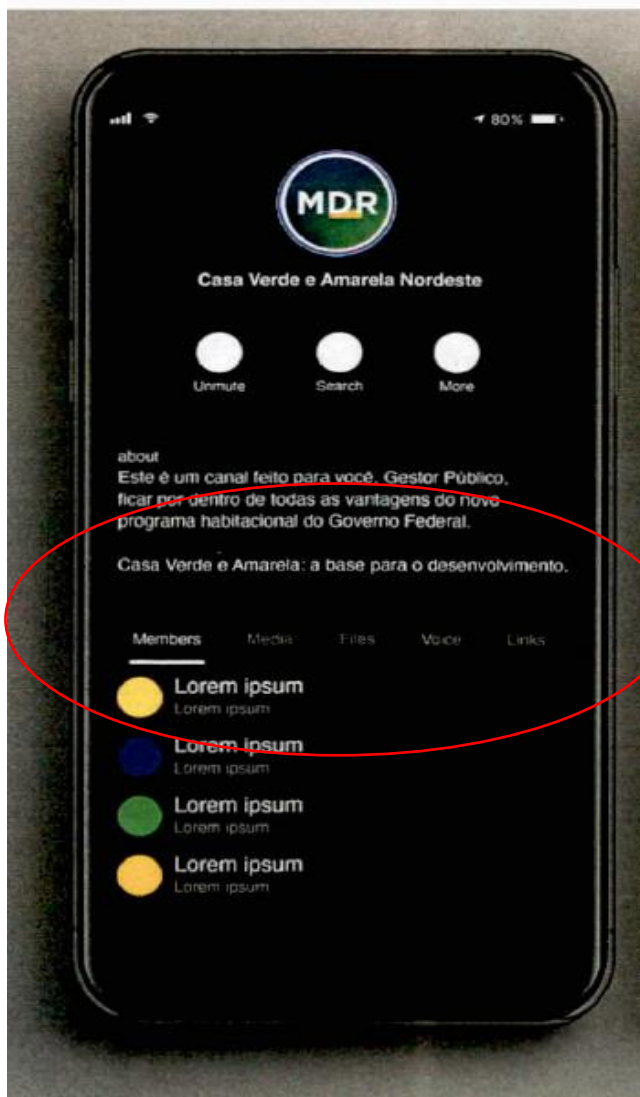 80%
MDR
Casa Verde e Amarela Nordeste
Unmute Search More
about
Este é um canal feito para você, Gestor Público,
ficar por dentro de todas as vantagens do novo
programa habitacional do Governo Federal.
Casa Verde e Amarela: a base para o desenvolvimento.
Members Media Files Voice Links
Lorem ipsum
Lorem ipsum
Lorem ipsum
Lorem ipsum
Lorem ipsum
Lorem ipsum
Lorem ipsum
Lorem ipsum